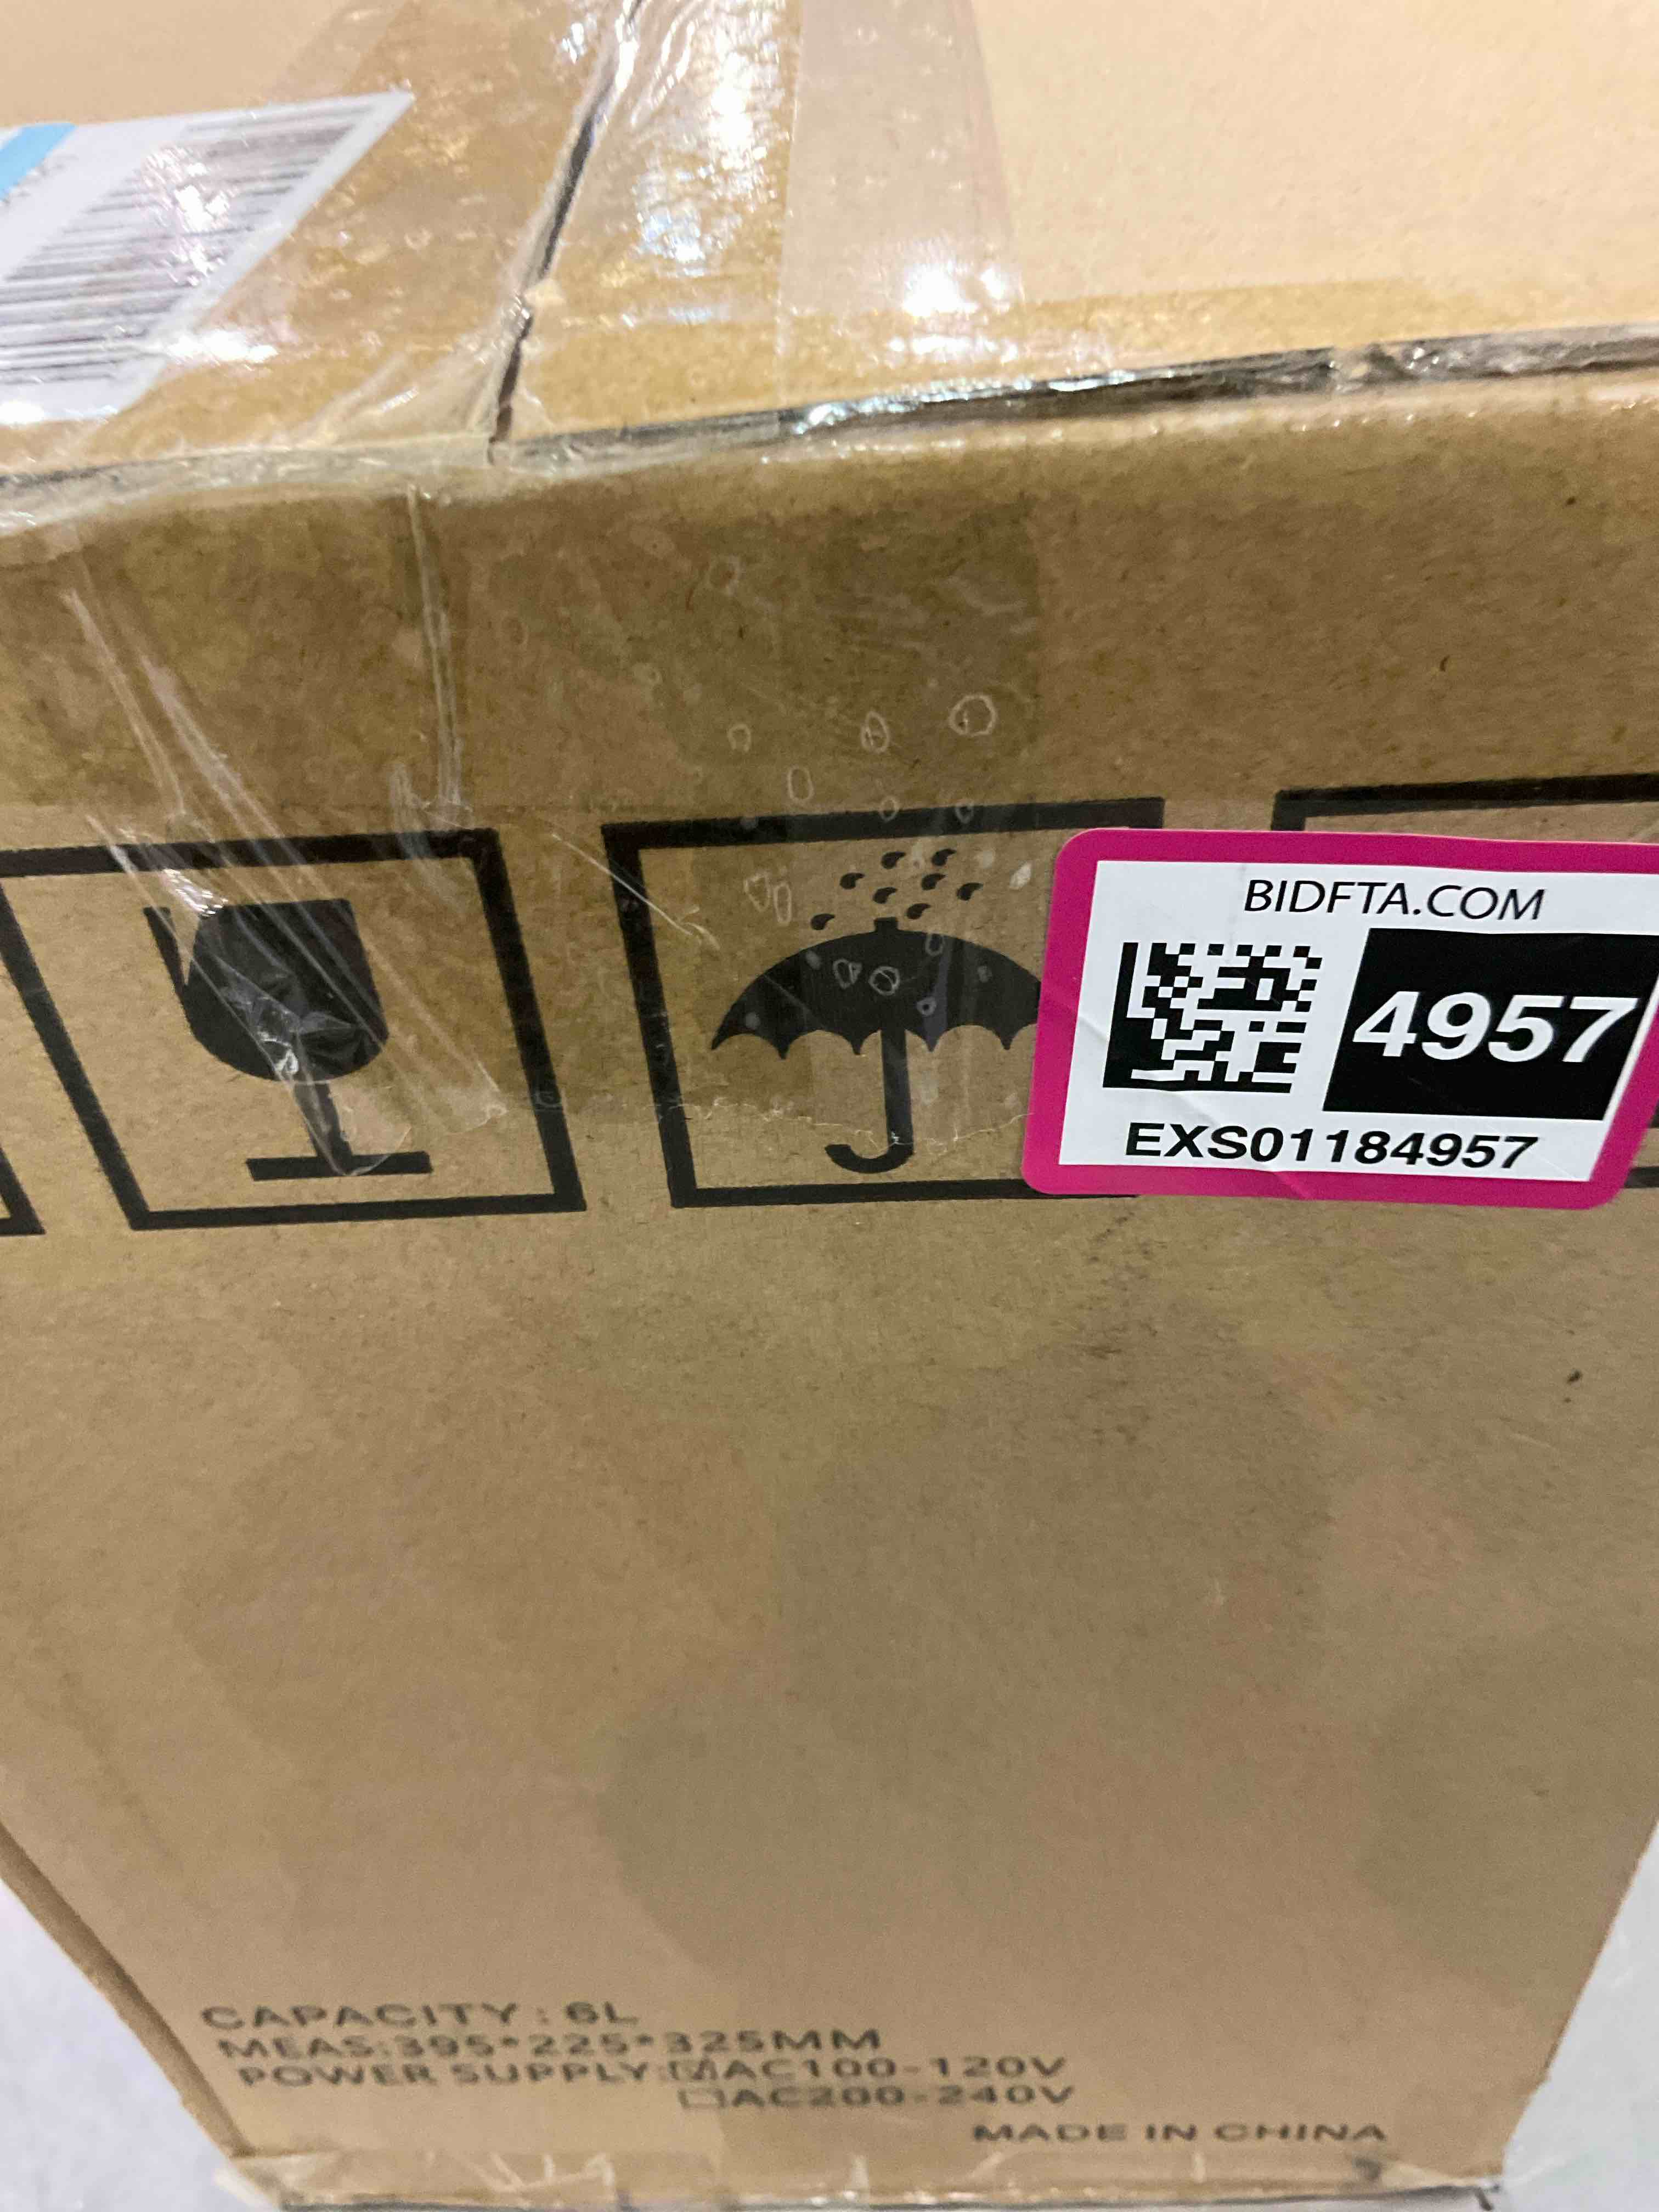 BIDFTA.COM
4957
EXS01184957
CAPACITY: 6L
MEAS:395*225*325MM
POWER SUPPLY:☑AC100-120V
☐AC200-240V
MADE IN CHINA